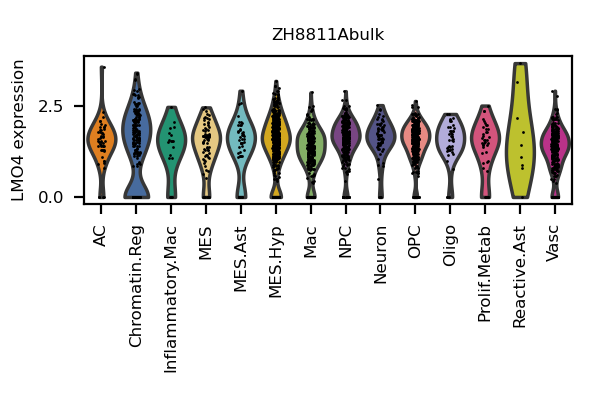 ZH8811Abulk
LMO4 expression
2.5
0.0
AC
Chromatin.Reg
Inflammatory.Mac
MES
MES.Ast
MES.Hyp
Mac
NPC
Neuron
OPC
Oligo
Prolif.Metab
Reactive.Ast
Vasc